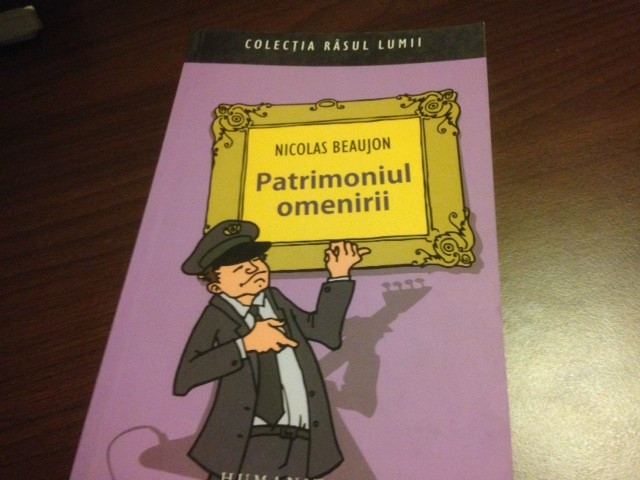 COLECȚIA RÂSUL LUMII
NICOLAS BEAUJON
Patrimoniul
omenirii